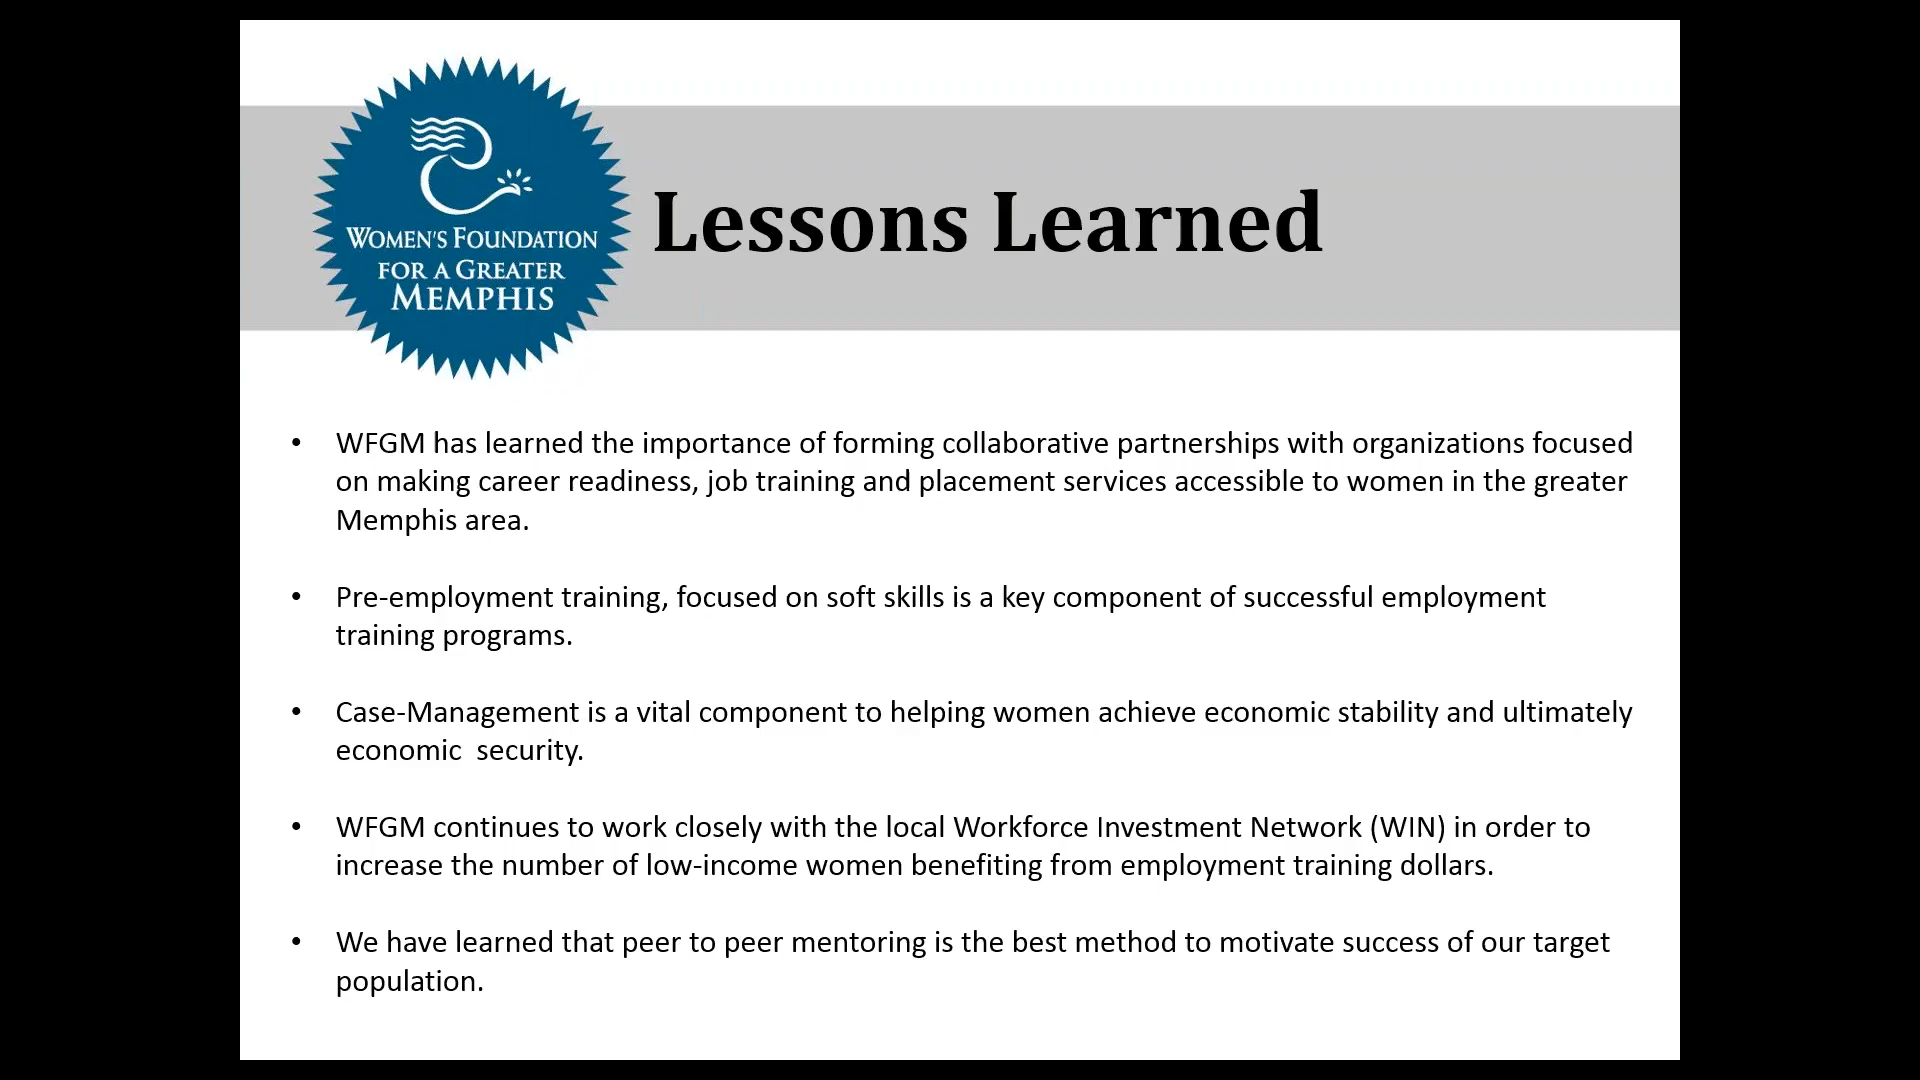 WOMEN'S FOUNDATION
FOR A GREATER
MEMPHIS
Lessons Learned
• WFGM has learned the importance of forming collaborative partnerships with organizations focused
on making career readiness, job training and placement services accessible to women in the greater
Memphis area.
• Pre-employment training, focused on soft skills is a key component of successful employment
training programs.
• Case-Management is a vital component to helping women achieve economic stability and ultimately
economic  security.
• WFGM continues to work closely with the local Workforce Investment Network (WIN) in order to
increase the number of low-income women benefiting from employment training dollars.
• We have learned that peer to peer mentoring is the best method to motivate success of our target
population.